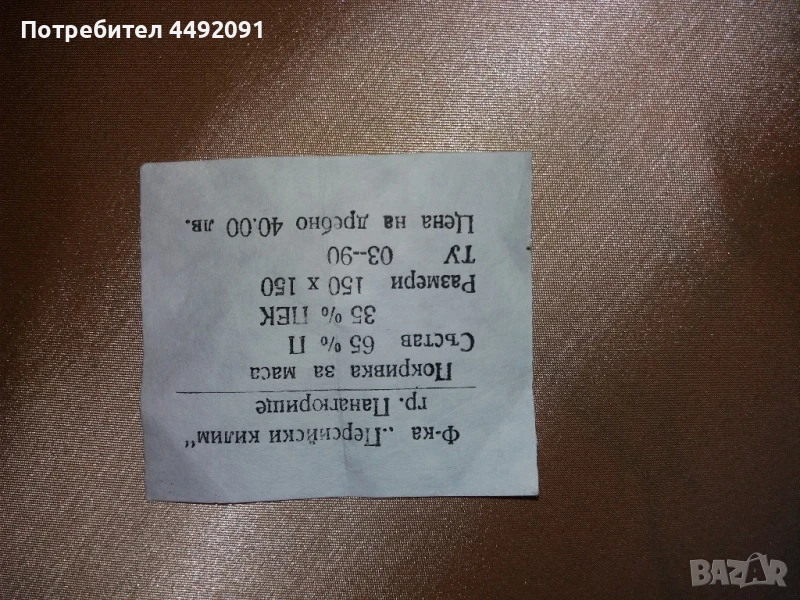 Потребител 4492091
Ф-ка „Персийски килим“
гр. Панагюрище
Покривка за маса
Състав 65 % П
35 % ПЕК
Размери 150 х 150
ТУ 03--90
Цена на дребно 40.00 лв.
BAZAR